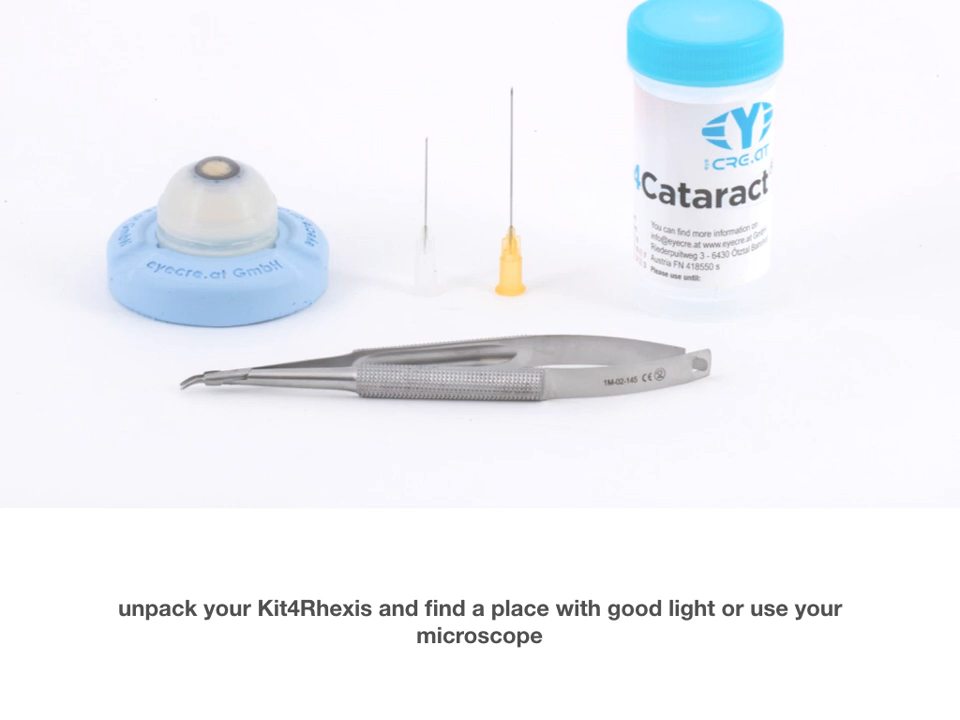 CRE.AT
4Cataract
You can find more information on
info@eyecre.at www.eyecre.at GmbH
Riederpuitweg 3 - 6430 Ötztal Bahnhof
Austria FN 418550 s
Please use until:
eyecre.at GmbH
1M-02-145 CE
unpack your Kit4Rhexis and find a place with good light or use your
microscope